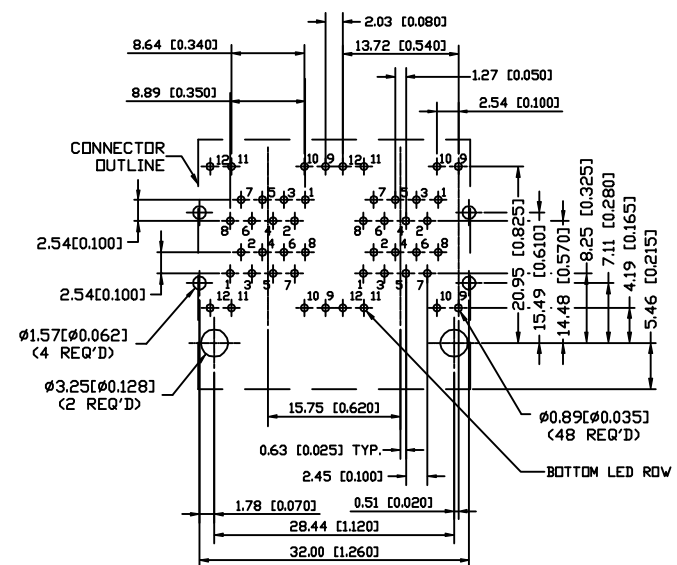 2.03 [0.080]
8.64 [0.340]
13.72 [0.540]
1.27 [0.050]
8.89 [0.350]
2.54 [0.100]
CONNECTOR
OUTLINE
12 11
10 9
12 11
10 9
7 5 3 1
7 5 3 1
8 6 4 2
8 6 4 2
2.54[0.100]
2 4 6 8
2 4 6 8
1 3 5 7
1 3 5 7
2.54[0.100]
12 11
10 9
12 11
10 9
20.95 [0.825]
15.49 [0.610]
14.48 [0.570]
8.25 [0.325]
7.11 [0.280]
4.19 [0.165]
5.46 [0.215]
ø1.57[ø0.062]
(4 REQ'D)
ø3.25[ø0.128]
(2 REQ'D)
15.75 [0.620]
ø0.89[ø0.035]
(48 REQ'D)
0.63 [0.025] TYP.
BOTTOM LED ROW
2.45 [0.100]
1.78 [0.070]
0.51 [0.020]
28.44 [1.120]
32.00 [1.260]